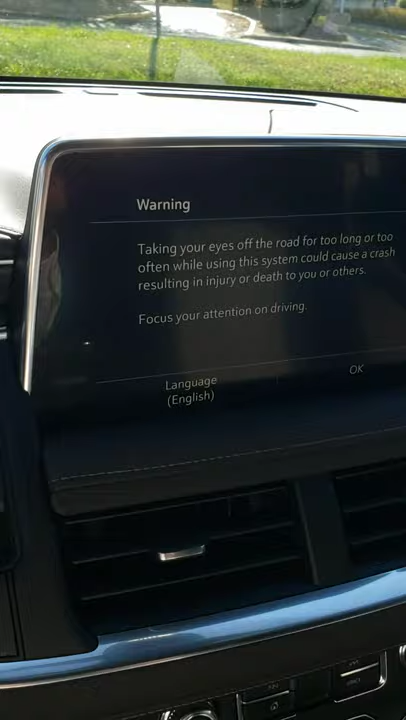 Warning
Taking your eyes off the road for too long or too
often while using this system could cause a crash
resulting in injury or death to you or others.
Focus your attention on driving.
Language
(English)
OK